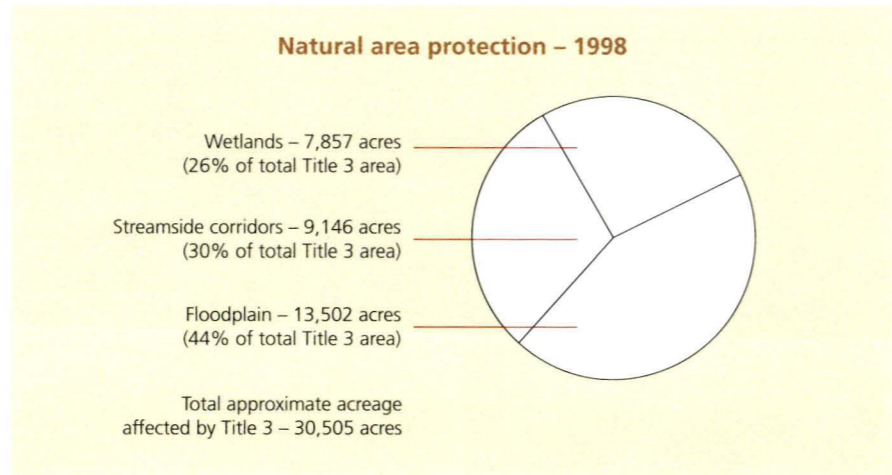 Natural area protection – 1998
Wetlands – 7,857 acres
(26% of total Title 3 area)
Streamside corridors – 9,146 acres
(30% of total Title 3 area)
Floodplain – 13,502 acres
(44% of total Title 3 area)
Total approximate acreage
affected by Title 3 – 30,505 acres